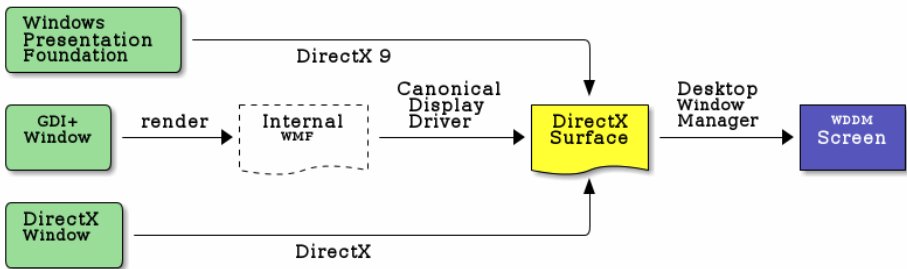 Windows
Presentation
Foundation
DirectX 9
GDI+
Window
render
Internal
WMF
Canonical
Display
Driver
DirectX
Surface
Desktop
Window
Manager
WDDM
Screen
DirectX
Window
DirectX